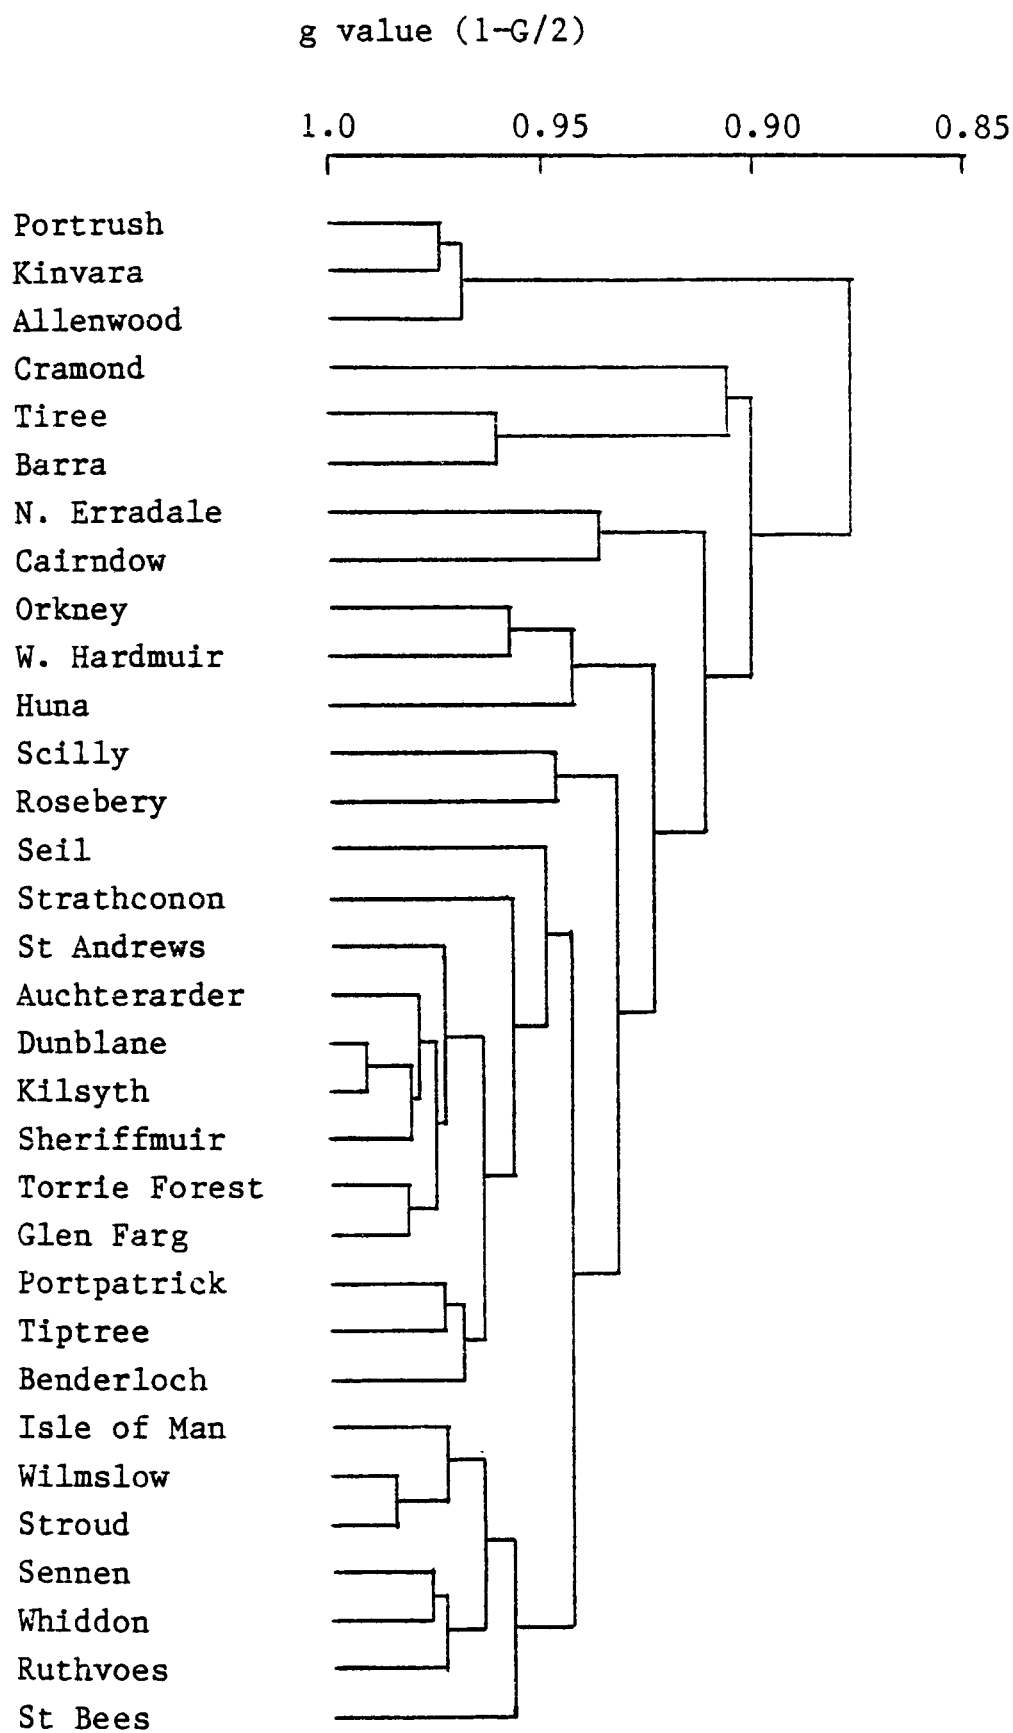 g value (1-G/2)
1.0 0.95 0.90 0.85
Portrush
Kinvara
Allenwood
Cramond
Tiree
Barra
N. Erradale
Cairndow
Orkney
W. Hardmuir
Huna
Scilly
Rosebery
Seil
Strathconon
St Andrews
Auchterarder
Dunblane
Kilsyth
Sheriffmuir
Torrie Forest
Glen Farg
Portpatrick
Tiptree
Benderloch
Isle of Man
Wilmslow
Stroud
Sennen
Whiddon
Ruthvoes
St Bees